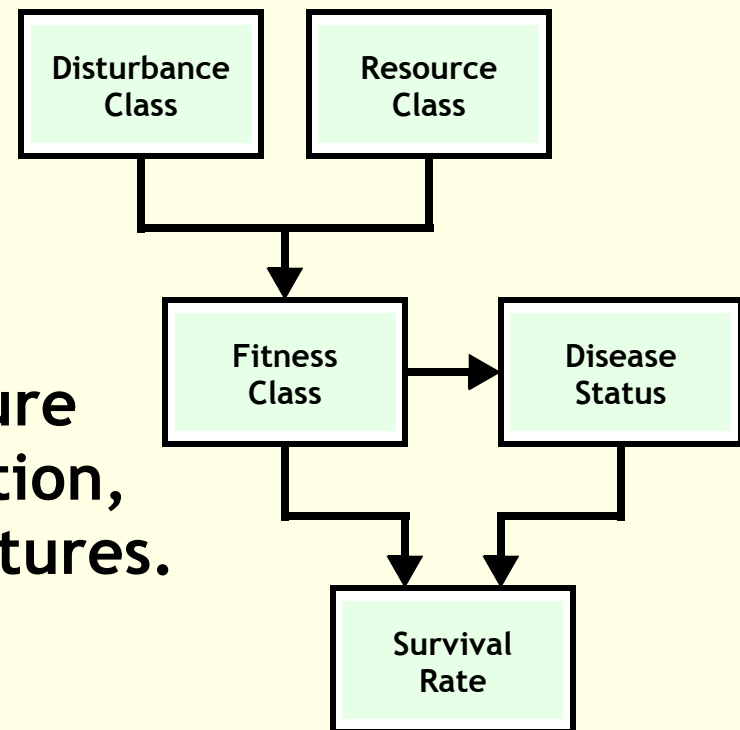 Disturbance
Class
Resource
Class
Fitness
Class
Disease
Status
ure
tion,
tures.
Survival
Rate